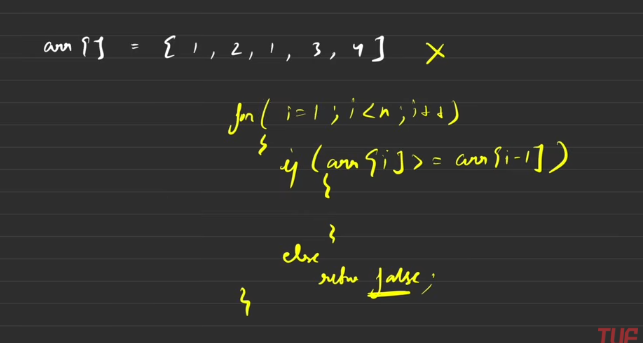 arr[] = { 1, 2, 1, 3, 4 } X
for( i=1 ; i<n ; i++)
{
if (arr[i] >= arr[i-1])
{
}
else
return false;
}
TUF